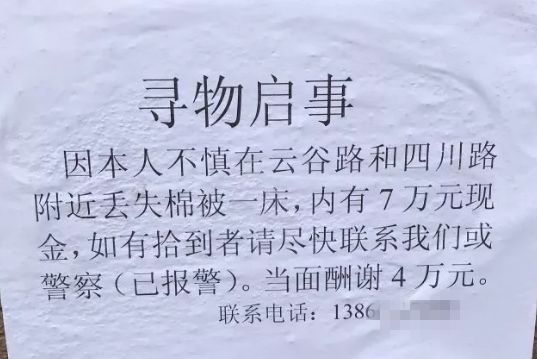 寻物启事
因本人不慎在云谷路和四川路
附近丢失棉被一床，内有7万元现
金，如有拾到者请尽快联系我们或
警察（已报警）。当面酬谢4万元。
联系电话：1386